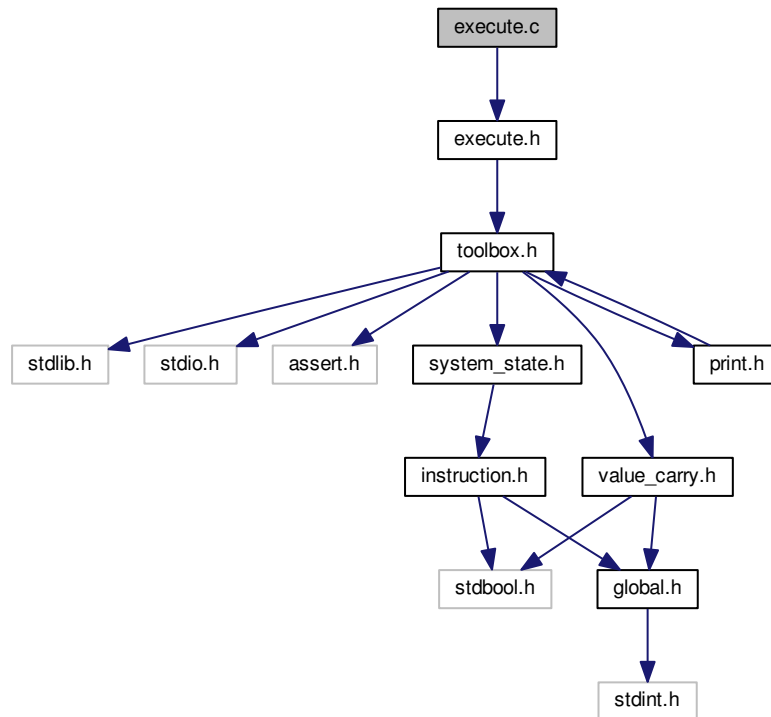 execute.c
execute.h
toolbox.h
stdlib.h
stdio.h
assert.h
system_state.h
print.h
instruction.h
value_carry.h
stdbool.h
global.h
stdint.h